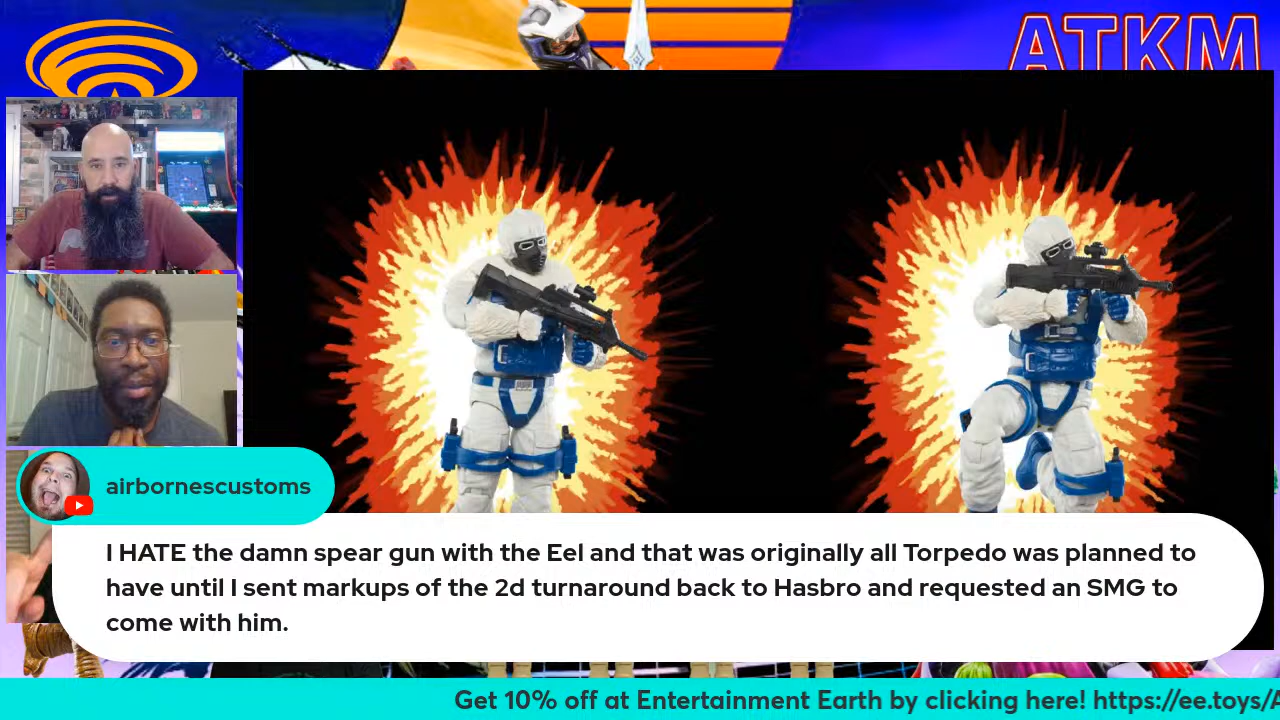 ATKM
airbornescustoms
I HATE the damn spear gun with the Eel and that was originally all Torpedo was planned to
have until I sent markups of the 2d turnaround back to Hasbro and requested an SMG to
come with him.
Get 10% off at Entertainment Earth by clicking here! https://ee.toys/A